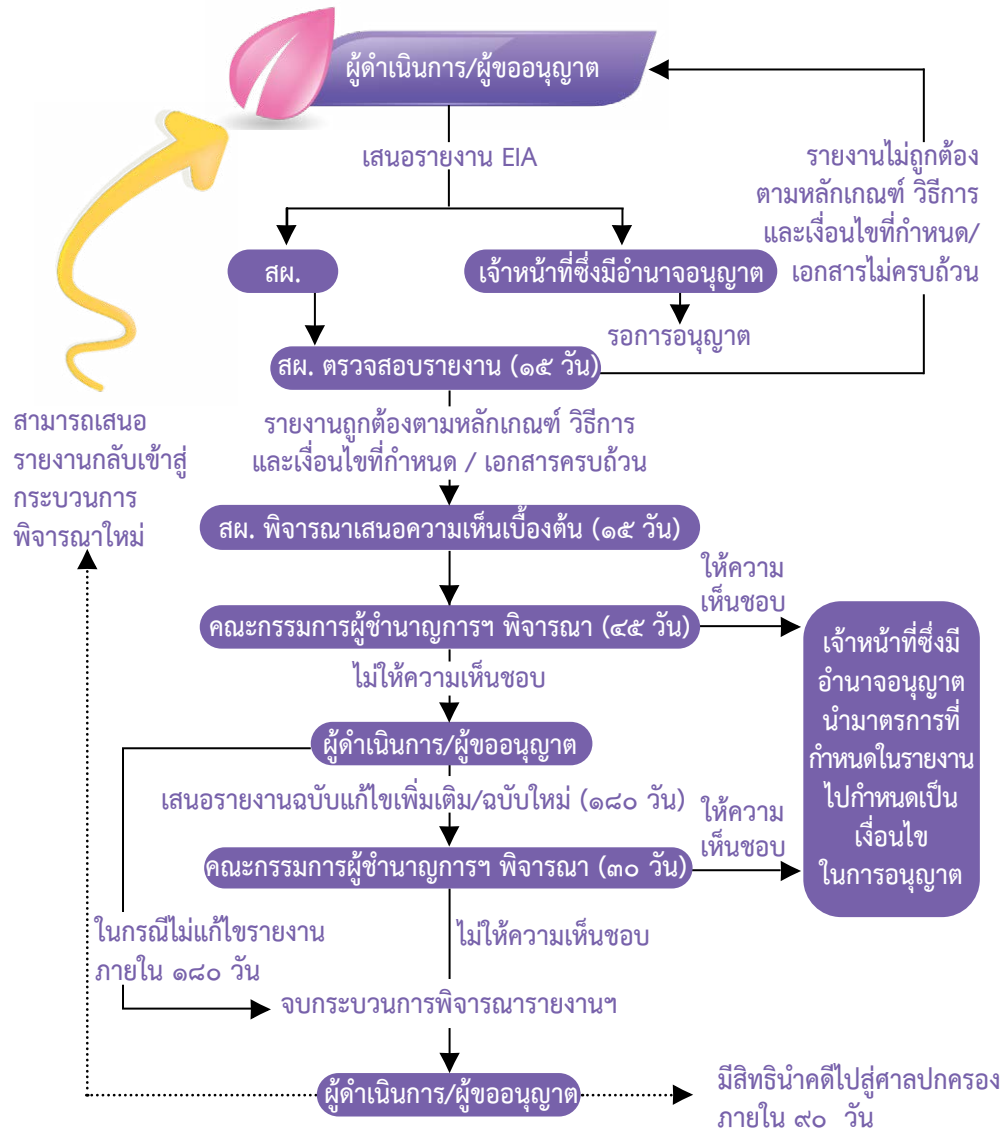 ผู้ดำเนินการ/ผู้ขออนุญาต
เสนอรายงาน EIA
รายงานไม่ถูกต้อง
ตามหลักเกณฑ์ วิธีการ
และเงื่อนไขที่กำหนด/
เอกสารไม่ครบถ้วน
สผ.
เจ้าหน้าที่ซึ่งมีอำนาจอนุญาต
รอการอนุญาต
สผ. ตรวจสอบรายงาน (๑๕ วัน)
สามารถเสนอ
รายงานกลับเข้าสู่
กระบวนการ
พิจารณาใหม่
รายงานถูกต้องตามหลักเกณฑ์ วิธีการ
และเงื่อนไขที่กำหนด / เอกสารครบถ้วน
สผ. พิจารณาเสนอความเห็นเบื้องต้น (๑๕ วัน)
ให้ความ
เห็นชอบ
คณะกรรมการผู้ชำนาญการฯ พิจารณา (๔๕ วัน)
เจ้าหน้าที่ซึ่งมี
อำนาจอนุญาต
นำมาตรการที่
กำหนดในรายงาน
ไปกำหนดเป็น
เงื่อนไข
ในการอนุญาต
ไม่ให้ความเห็นชอบ
ผู้ดำเนินการ/ผู้ขออนุญาต
เสนอรายงานฉบับแก้ไขเพิ่มเติม/ฉบับใหม่ (๑๘๐ วัน)
ให้ความ
เห็นชอบ
คณะกรรมการผู้ชำนาญการฯ พิจารณา (๓๐ วัน)
ในกรณีไม่แก้ไขรายงาน
ภายใน ๑๘๐ วัน
ไม่ให้ความเห็นชอบ
จบกระบวนการพิจารณารายงานฯ
ผู้ดำเนินการ/ผู้ขออนุญาต
มีสิทธินำคดีไปสู่ศาลปกครอง
ภายใน ๙๐ วัน